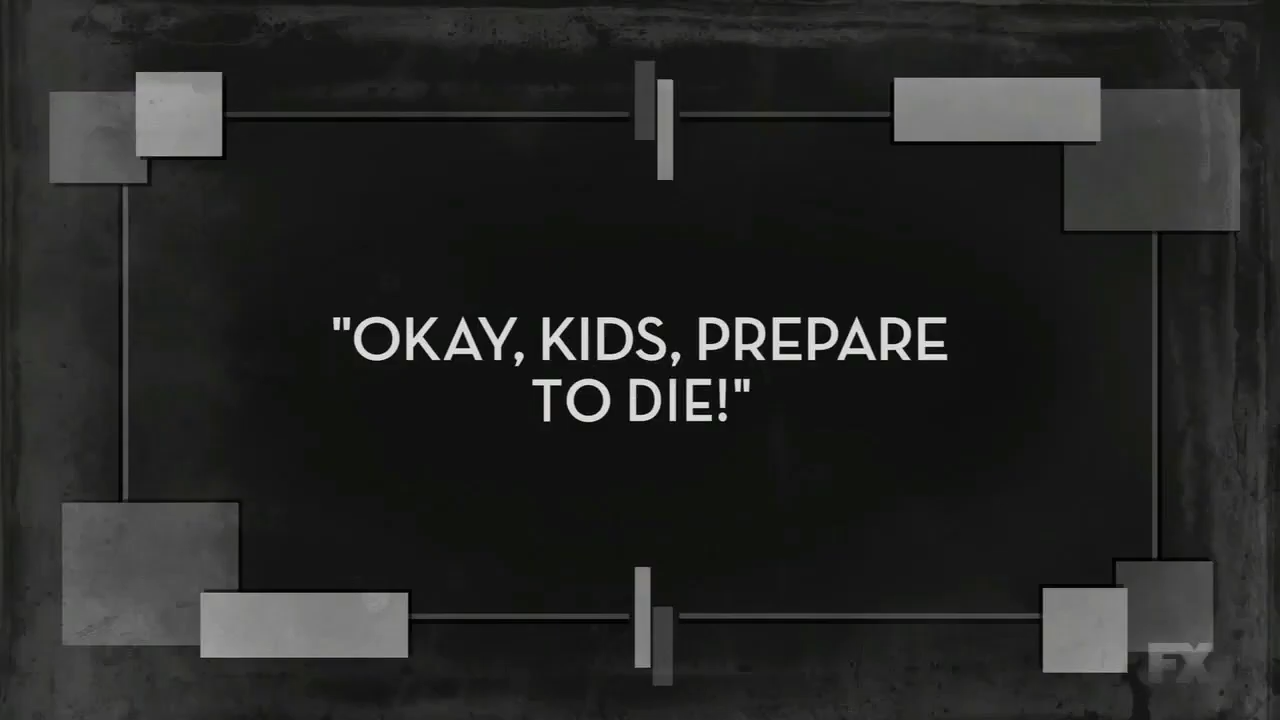 "OKAY, KIDS, PREPARE
TO DIE!"
FX